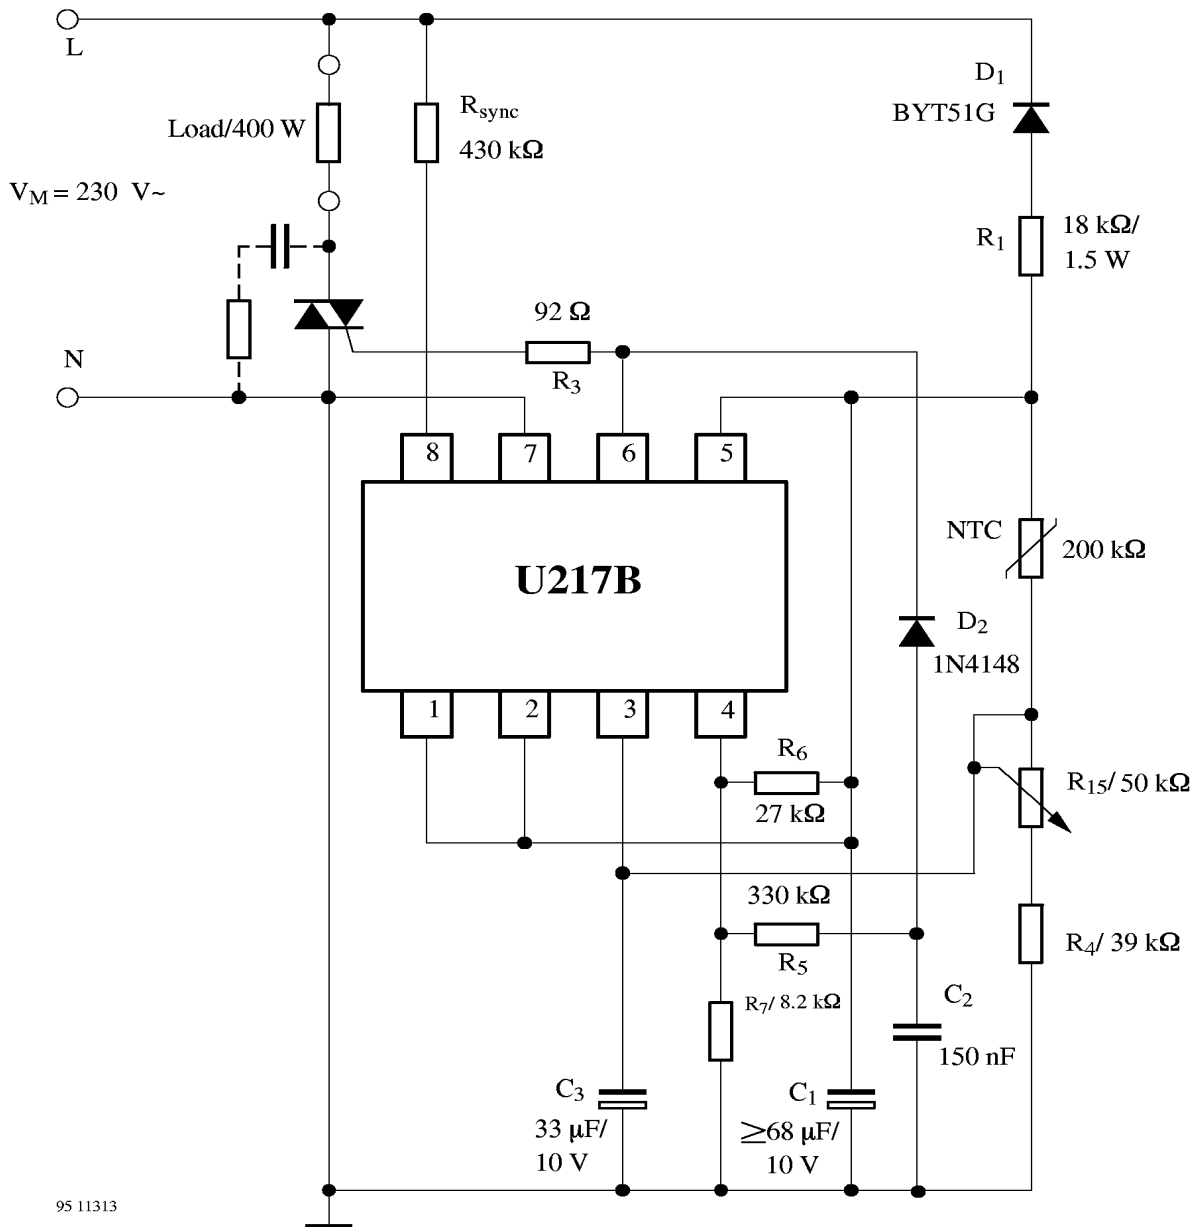 L
D₁
BYT51G
R_sync
430 kΩ
Load/400 W
V_M = 230 V~
R₁
18 kΩ/
1.5 W
92 Ω
R₃
N
8
7
6
5
NTC
200 kΩ
U217B
D₂
1N4148
1
2
3
4
R₆
27 kΩ
R₁₅/ 50 kΩ
330 kΩ
R₅
R₄/ 39 kΩ
R₇/ 8.2 kΩ
C₂
150 nF
C₃
33 μF/
10 V
C₁
≥68 μF/
10 V
95 11313